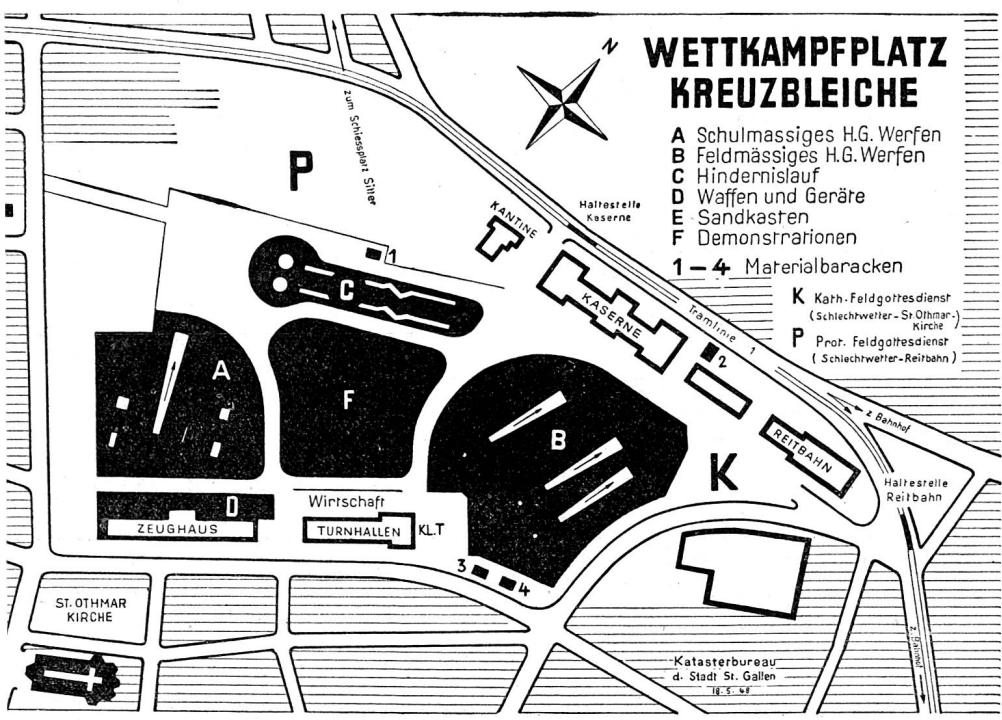 WETTKAMPFPLATZ
KREUZBLEICHE
A Schulmassiges H.G. Werfen
B Feldmässiges H.G. Werfen
C Hindernislauf
D Waffen und Geräte
E Sandkasten
F Demonstrationen
1–4 Materialbaracken
K Kath. Feldgottesdienst
(Schlechtwetter-St. Othmar-
Kirche)
P Prot. Feldgottesdienst
(Schlechtwetter-Reitbahn)
N
zum Schiessplatz Sitter
P
KANTINE
Haltestelle
Kaserne
1
C
KASERNE
Tramlinie 1
2
A
F
B
z. Bahnhof
REITBAHN
K
Haltestelle
Reitbahn
D
ZEUGHAUS
Wirtschaft
TURNHALLEN
KL.T
3
4
ST. OTHMAR
KIRCHE
Katasterbureau
d. Stadt St. Gallen
18.5.48
z. Bahnhof